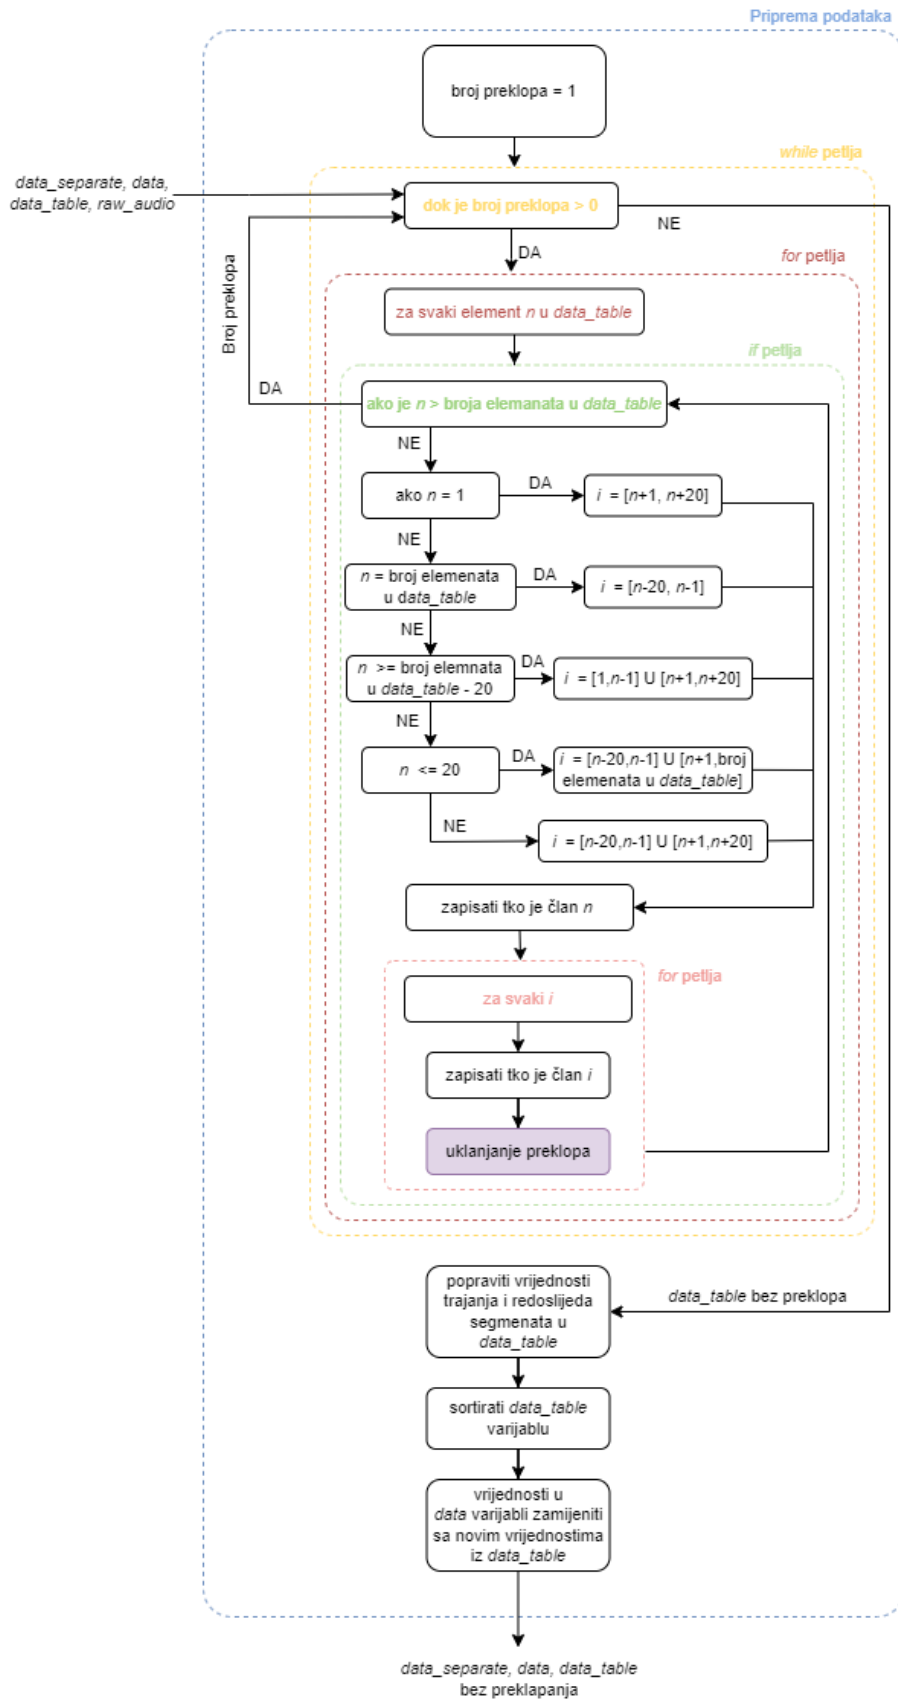 Priprema podataka
broj preklopa = 1
while petlja
data_separate, data,
data_table, raw_audio
dok je broj preklopa > 0
NE
DA
for petlja
Broj preklopa
za svaki element n u data_table
if petlja
DA
ako je n > broja elemanata u data_table
NE
ako n = 1
DA
i = [n+1, n+20]
NE
n = broj elemenata
u data_table
DA
i = [n-20, n-1]
NE
n >= broj elemnata
u data_table - 20
DA
i = [1,n-1] U [n+1,n+20]
NE
n <= 20
DA
i = [n-20,n-1] U [n+1,broj
elemenata u data_table]
NE
i = [n-20,n-1] U [n+1,n+20]
zapisati tko je član n
for petlja
za svaki i
zapisati tko je član i
uklanjanje preklopa
popraviti vrijednosti
trajanja i redoslijeda
segmenata u
data_table
data_table bez preklopa
sortirati data_table
varijablu
vrijednosti u
data varijabli zamijeniti
sa novim vrijednostima
iz data_table
data_separate, data, data_table
bez preklapanja